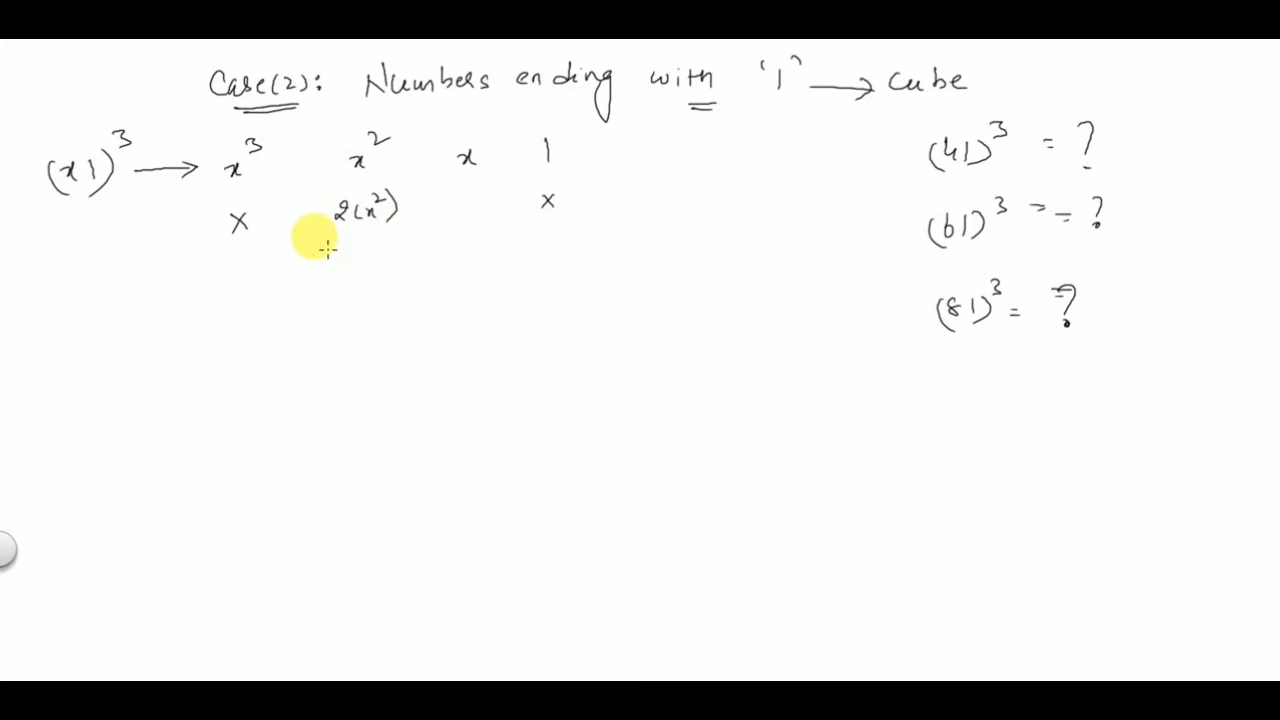 Case(2): Numbers ending with '1' → cube
(x1)³ → x³ x² x 1
x 2(x²) x
(41)³ = ?
(61)³ = = ?
(81)³ = ?